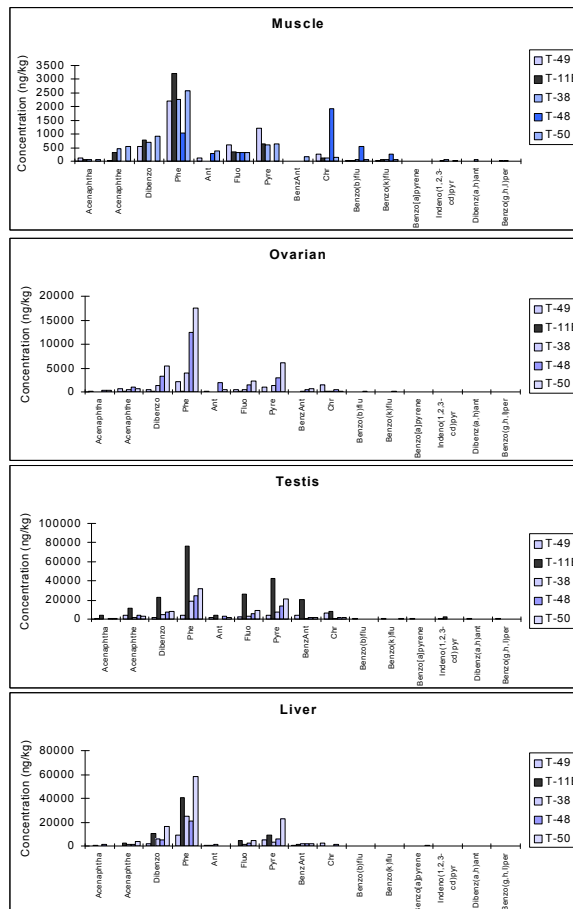 Muscle
Concentration (ng/kg)
3500
3000
2500
2000
1500
1000
500
0
Acenaphtha
Acenaphthe
Dibenzo
Phe
Ant
Fluo
Pyre
BenzAnt
Chr
Benzo(b)flu
Benzo(k)flu
Benzo[a]pyrene
Indeno(1,2,3-
cd)pyr
Dibenz(a,h)ant
Benzo(g,h,I)per
T-49
T-11B
T-38
T-48
T-50
Ovarian
Concentration (ng/kg)
20000
15000
10000
5000
0
Acenaphtha
Acenaphthe
Dibenzo
Phe
Ant
Fluo
Pyre
BenzAnt
Chr
Benzo(b)flu
Benzo(k)flu
Benzo[a]pyrene
Indeno(1,2,3-
cd)pyr
Dibenz(a,h)ant
Benzo(g,h,I)per
T-49
T-11B
T-38
T-48
T-50
Testis
Concentration (ng/kg)
100000
80000
60000
40000
20000
0
Acenaphtha
Acenaphthe
Dibenzo
Phe
Ant
Fluo
Pyre
BenzAnt
Chr
Benzo(b)flu
Benzo(k)flu
Benzo[a]pyrene
Indeno(1,2,3-
cd)pyr
Dibenz(a,h)ant
Benzo(g,h,I)per
T-49
T-11B
T-38
T-48
T-50
Liver
Concentration (ng/kg)
80000
60000
40000
20000
0
Acenaphtha
Acenaphthe
Dibenzo
Phe
Ant
Fluo
Pyre
BenzAnt
Chr
Benzo(b)flu
Benzo(k)flu
Benzo[a]pyrene
Indeno(1,2,3-
cd)pyr
Dibenz(a,h)ant
Benzo(g,h,I)per
T-49
T-11B
T-38
T-48
T-50